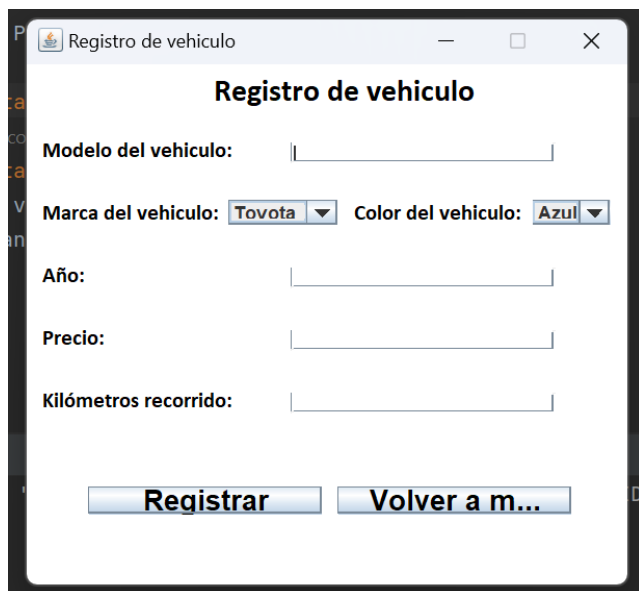 Registro de vehiculo
Registro de vehiculo
Modelo del vehiculo:
Marca del vehiculo: Toyota Color del vehiculo: Azul
Año:
Precio:
Kilómetros recorrido:
Registrar Volver a m...